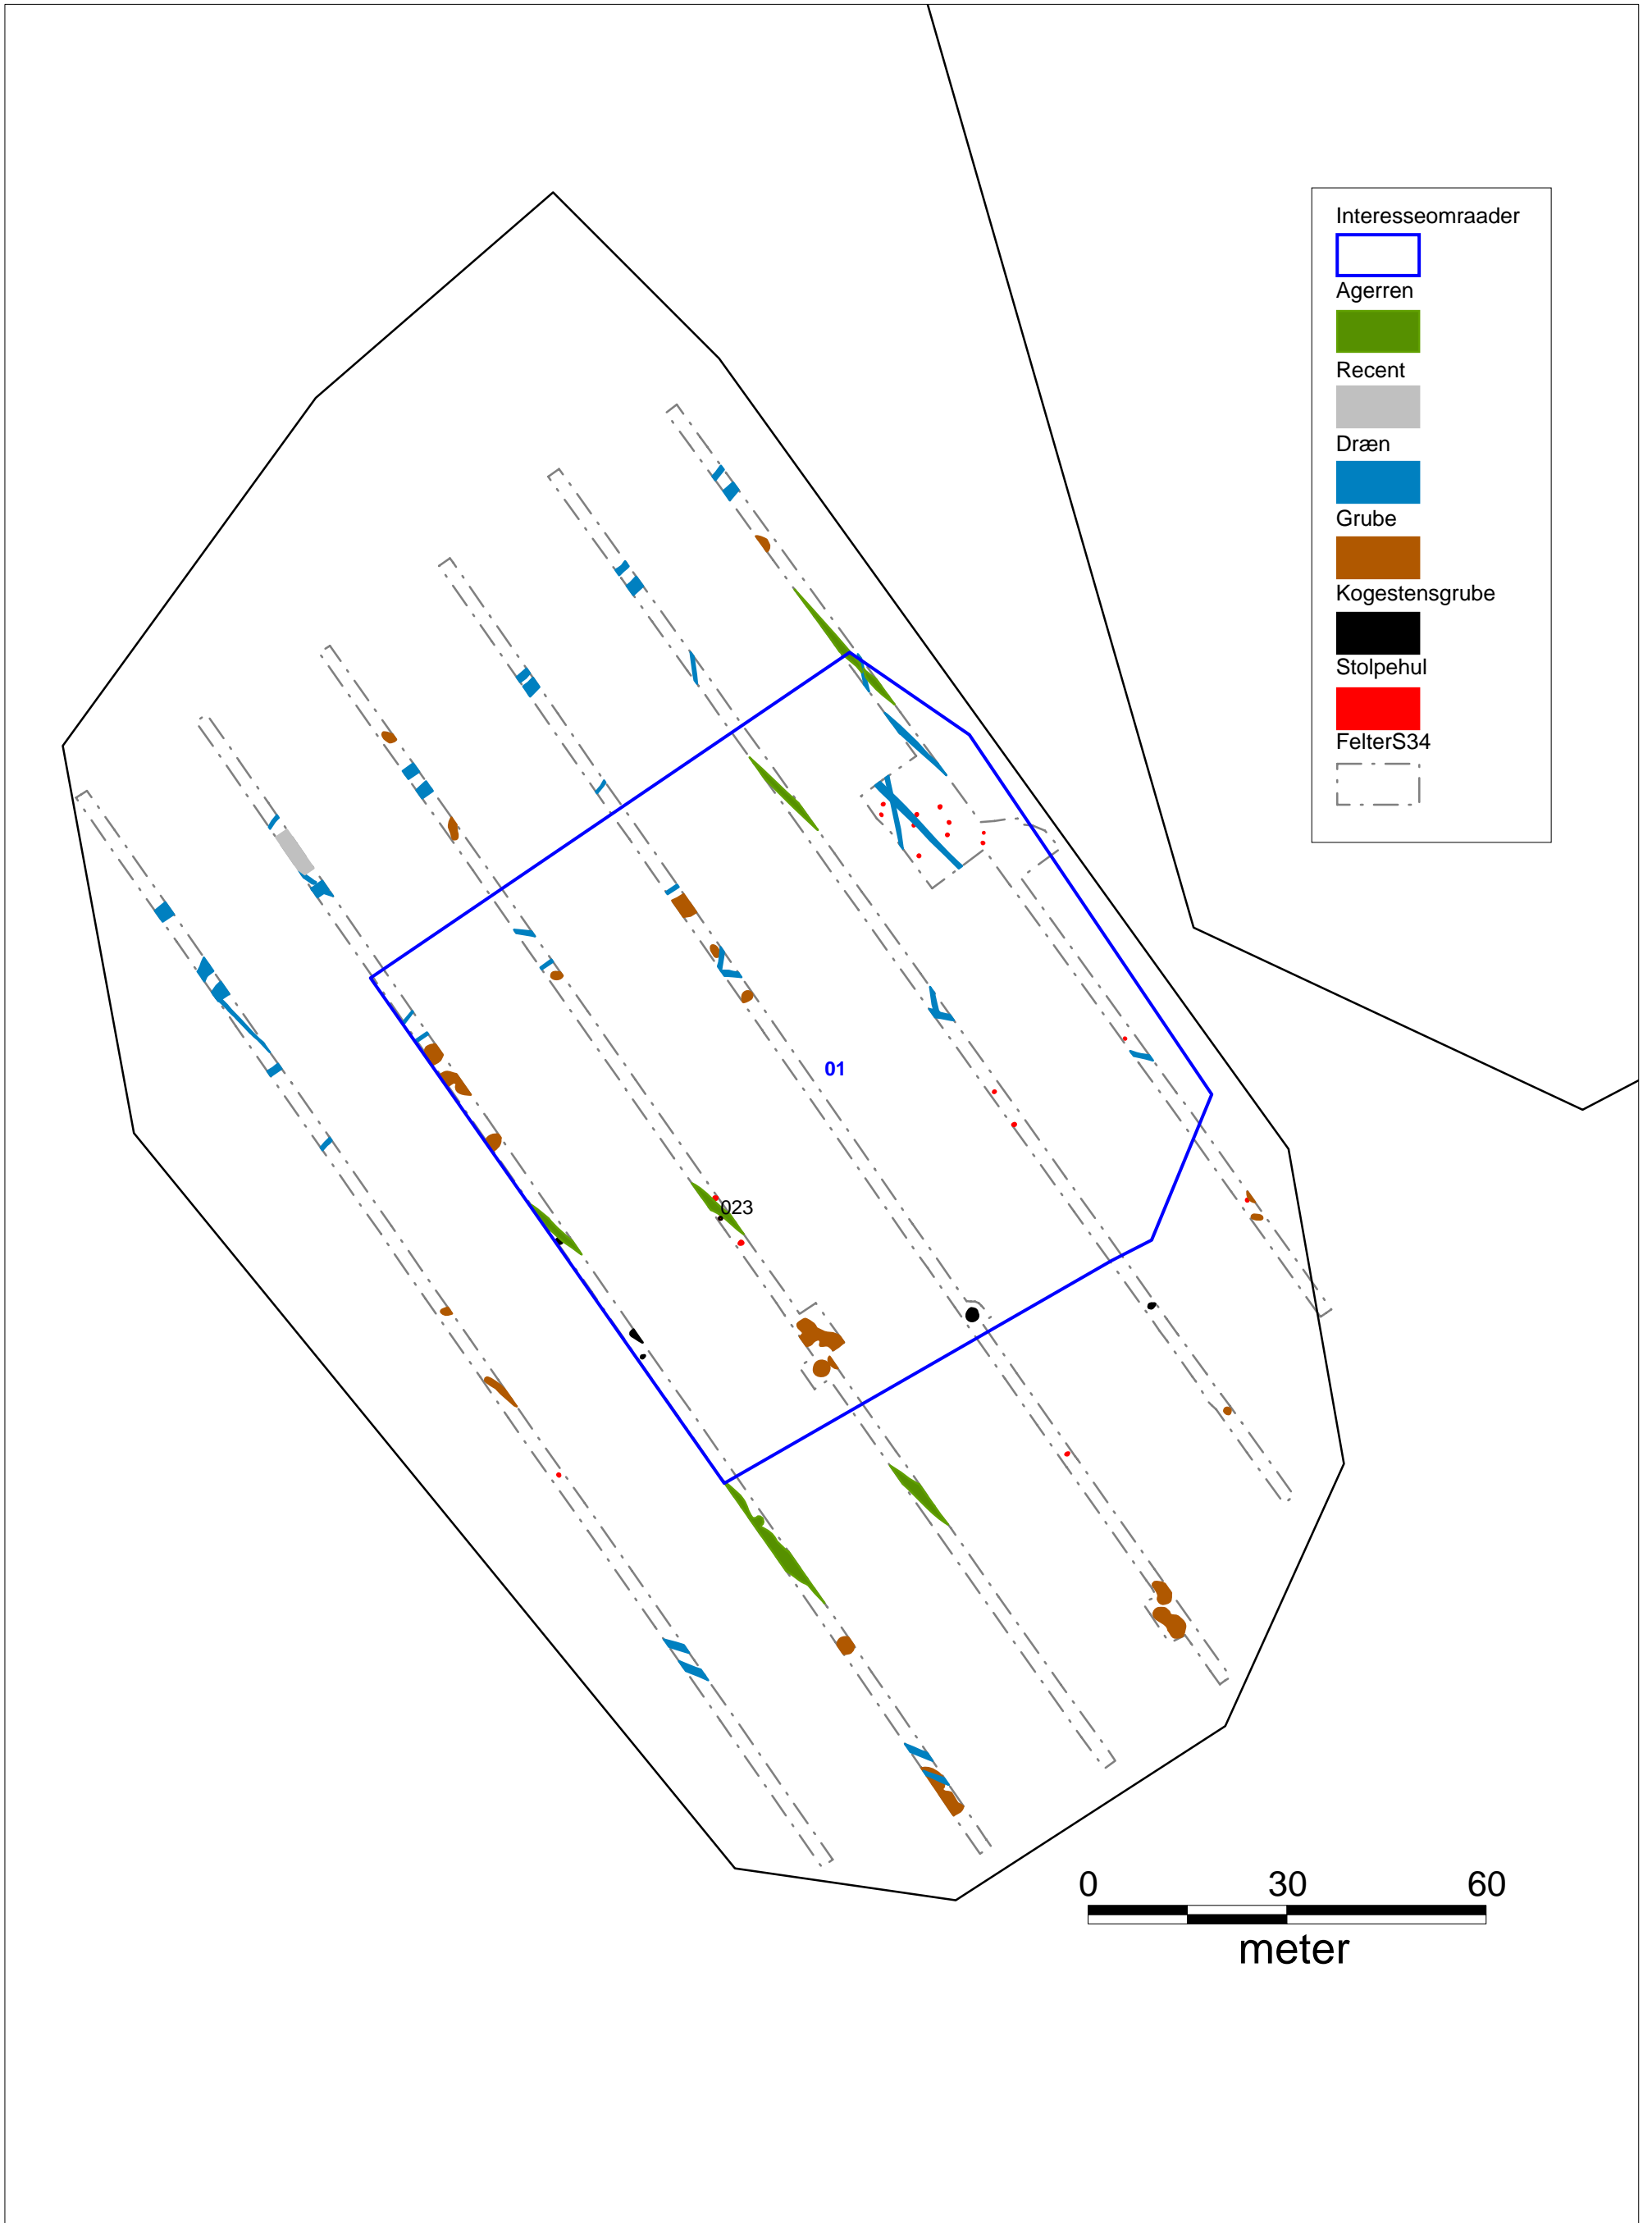 Interesseomraader
Agerren
Recent
Dræn
Grube
Kogestensgrube
Stolpehul
FelterS34
01
023
0 30 60
meter